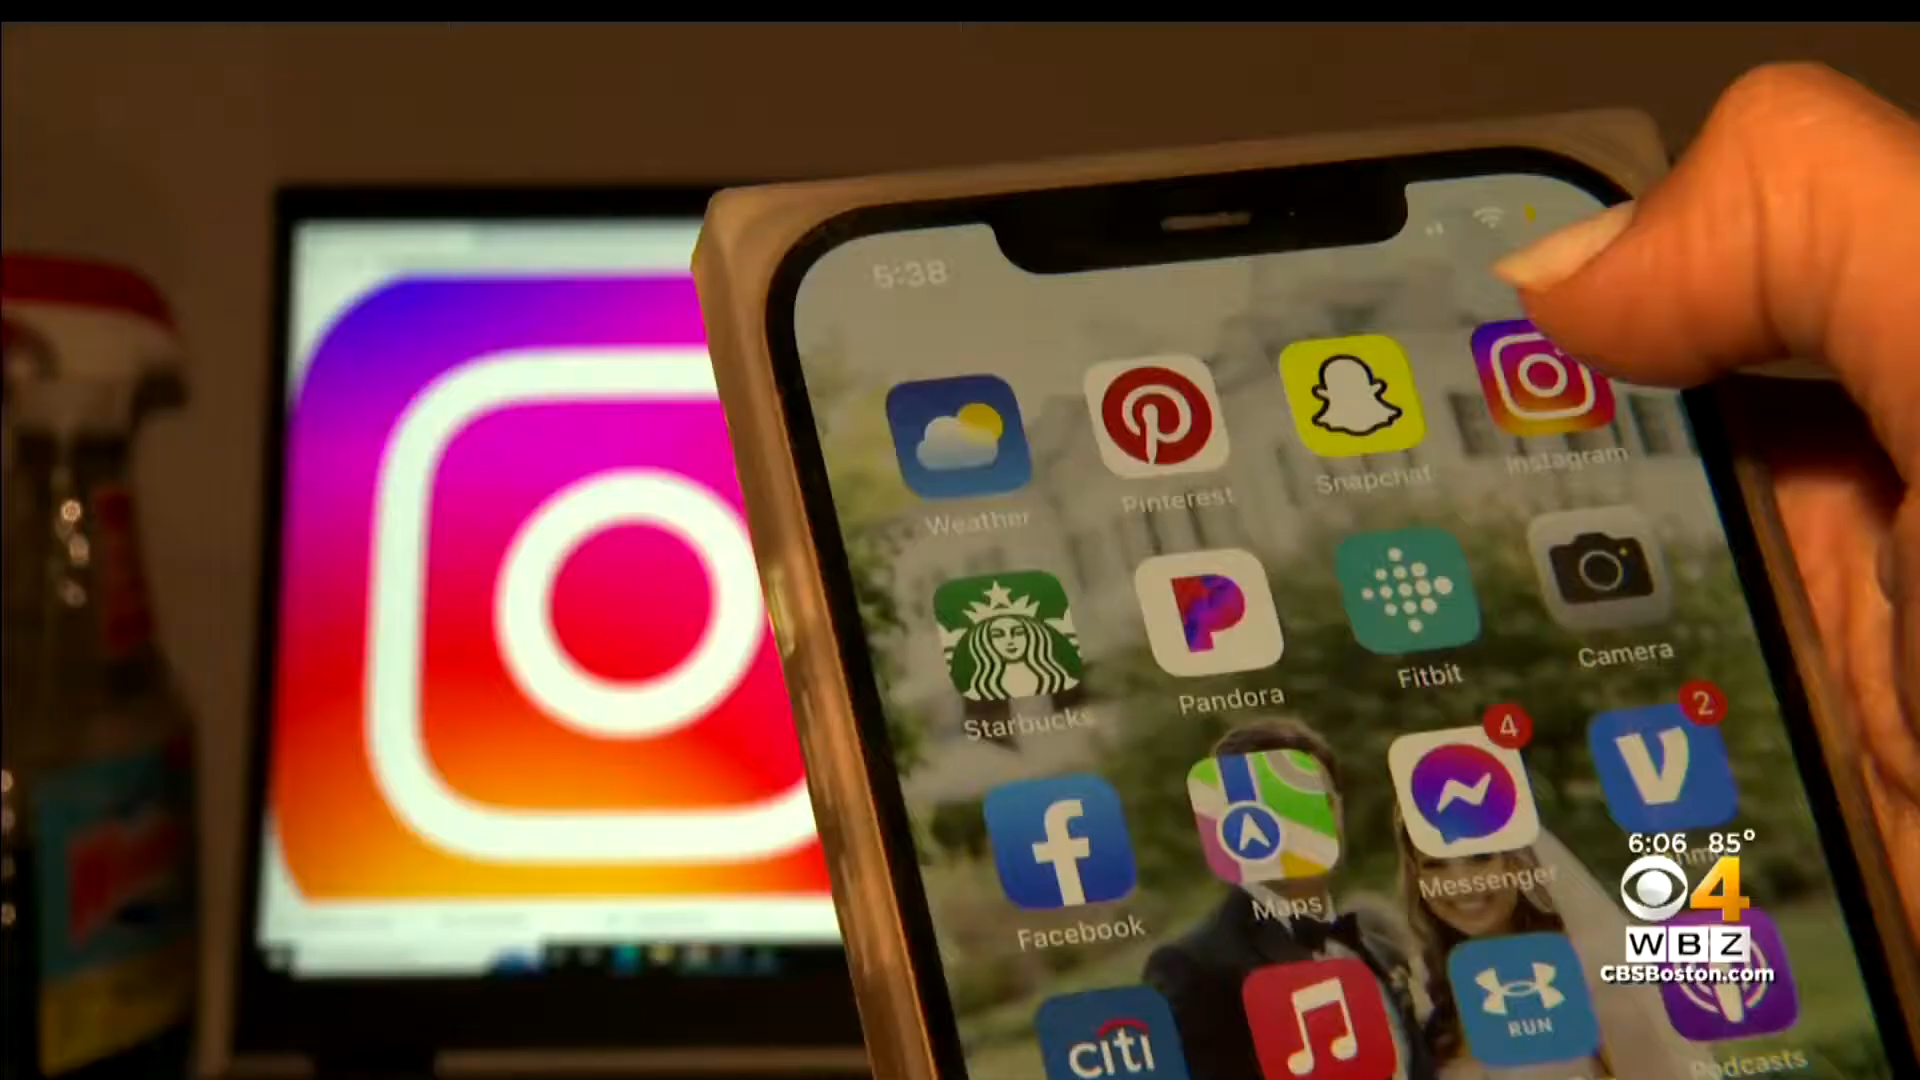 5:38
Weather
Pinterest
Snapchat
Instagram
Starbucks
Pandora
Fitbit
Camera
4
2
Facebook
Maps
Messenger
6:06 85°
4
WBZ
CBSBoston.com
citi
RUN
Podcasts